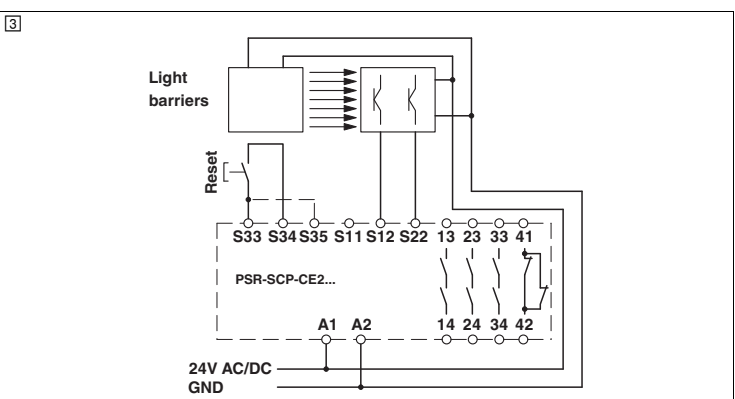 3
Light
barriers
Reset
S33 S34 S35 S11 S12 S22 13 23 33 41
PSR-SCP-CE2...
A1 A2 14 24 34 42
24V AC/DC
GND